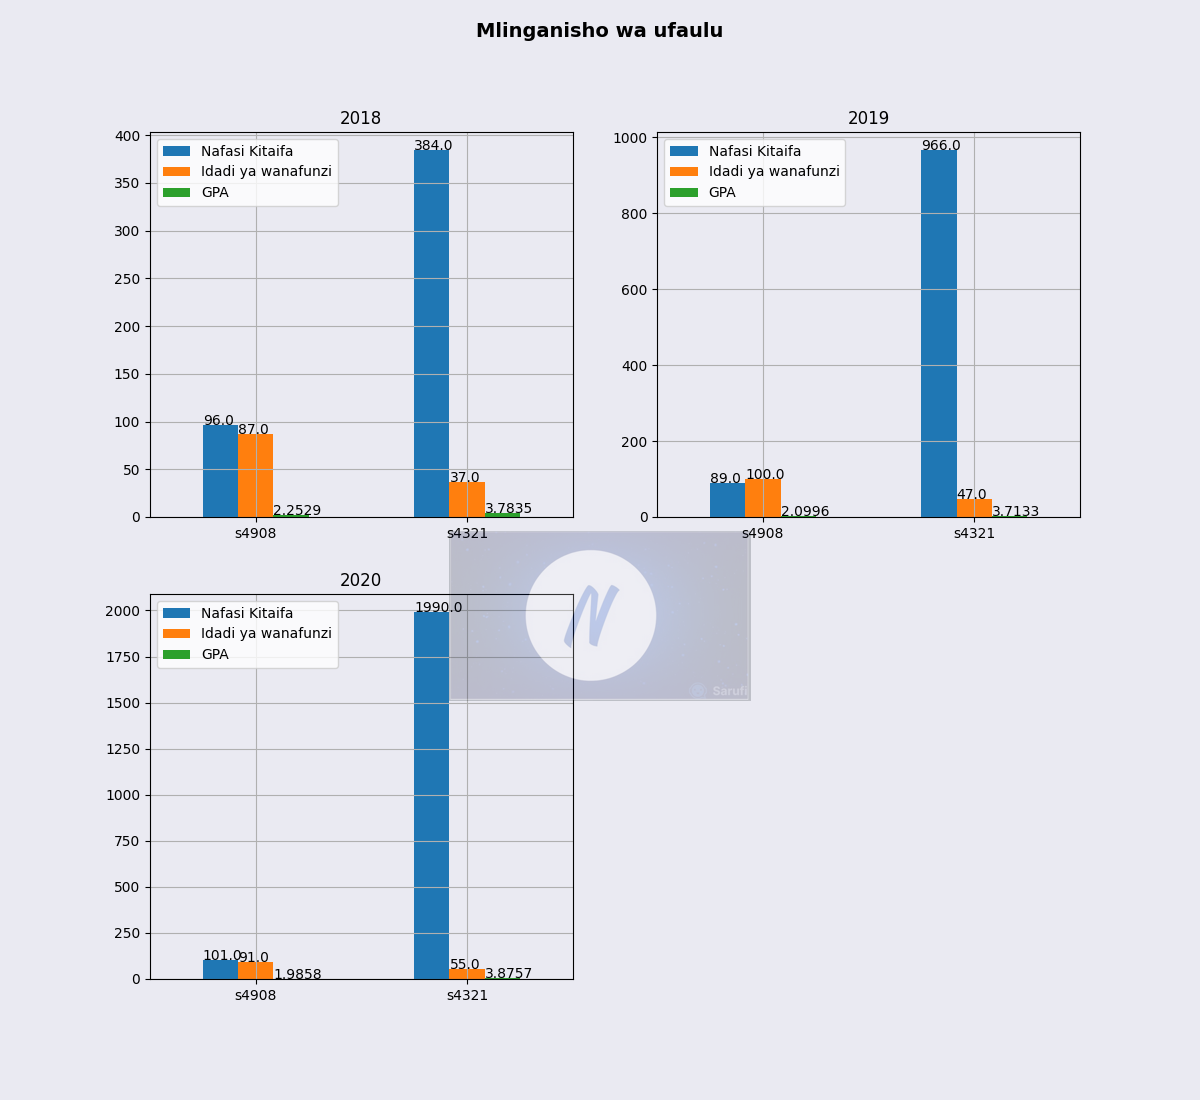 Mlinganisho wa ufaulu
2018
400
350
300
250
200
150
100
50
0
Nafasi Kitaifa
Idadi ya wanafunzi
GPA
96.0
87.0
2.2529
384.0
37.0
3.7835
s4908
s4321
2019
1000
800
600
400
200
0
Nafasi Kitaifa
Idadi ya wanafunzi
GPA
89.0
100.0
2.0996
966.0
47.0
3.7133
s4908
s4321
2020
2000
1750
1500
1250
1000
750
500
250
0
Nafasi Kitaifa
Idadi ya wanafunzi
GPA
101.0
91.0
1.9858
1990.0
55.0
3.8757
s4908
s4321
N
Sarufi